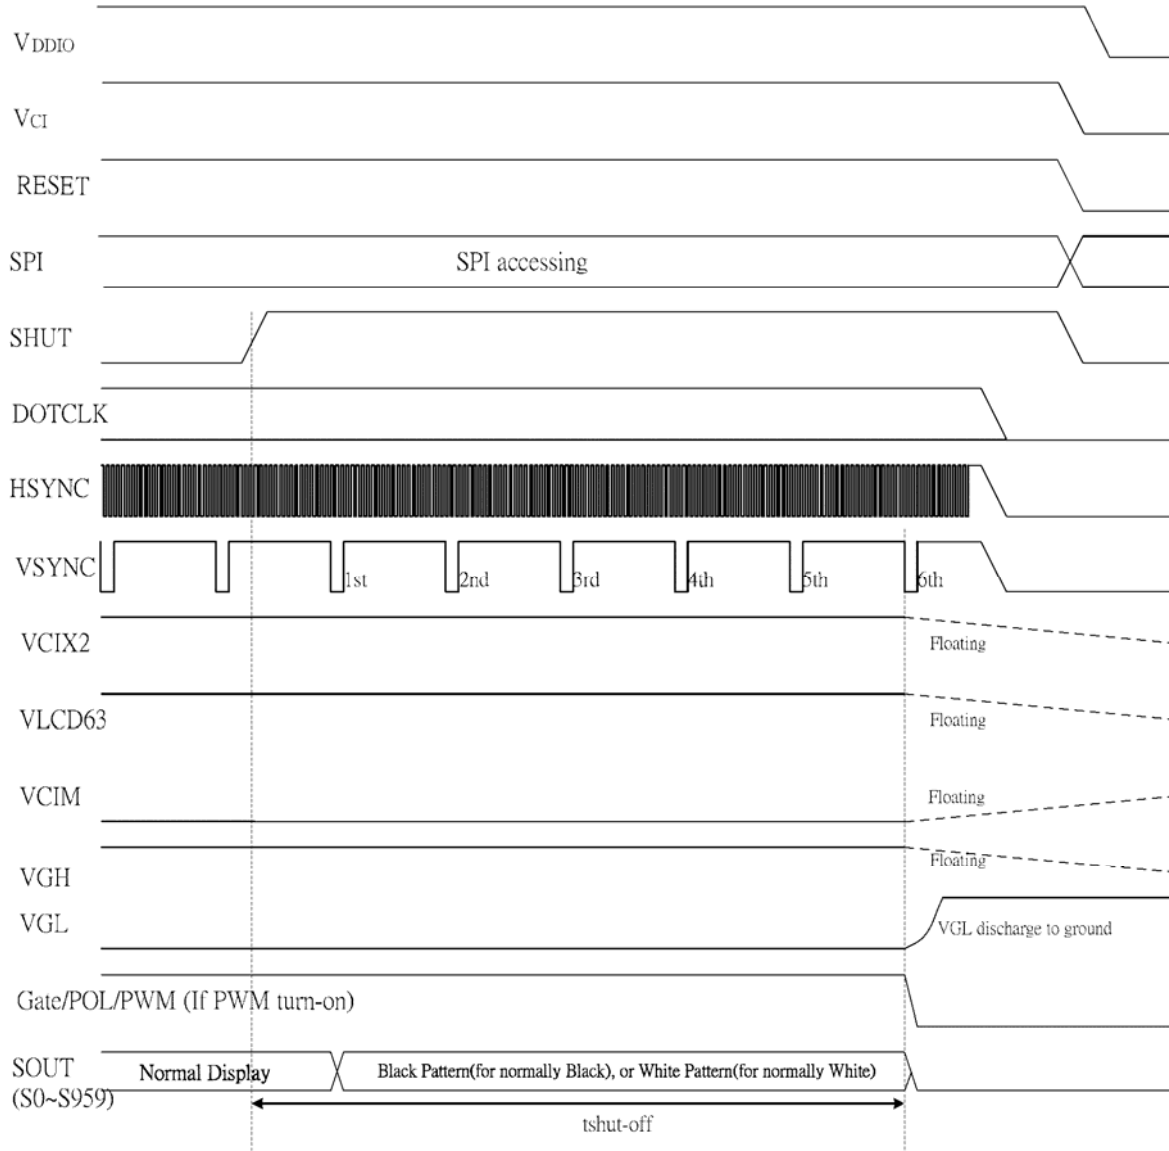 VDDIO
VCI
RESET
SPI
SPI accessing
SHUT
DOTCLK
HSYNC
VSYNC
1st 2nd 3rd 4th 5th 6th
VCIX2
Floating
VLCD63
Floating
VCIM
Floating
VGH
Floating
VGL
VGL discharge to ground
Gate/POL/PWM (If PWM turn-on)
SOUT
(S0~S959)
Normal Display
Black Pattern(for normally Black), or White Pattern(for normally White)
tshut-off